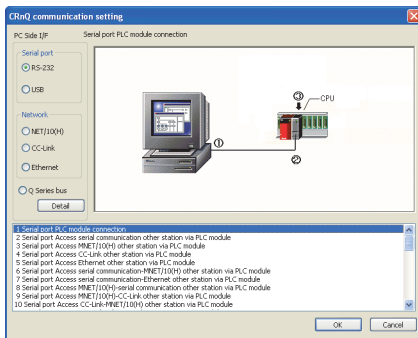 CRnQ communication setting
PC Side I/F
Serial port PLC module connection
Serial port
RS-232
USB
Network
NET/10(H)
CC-Link
Ethernet
Q Series bus
Detail
③
CPU
①
②
1 Serial port PLC module connection
2 Serial port Access serial communication other station via PLC module
3 Serial port Access MNET/10(H) other station via PLC module
4 Serial port Access CC-Link other station via PLC module
5 Serial port Access Ethernet other station via PLC module
6 Serial port Access serial communication-MNET/10(H) other station via PLC module
7 Serial port Access serial communication-Ethernet other station via PLC module
8 Serial port Access MNET/10(H)-serial communication other station via PLC module
9 Serial port Access MNET/10(H)-CC-Link other station via PLC module
10 Serial port Access CC-Link-MNET/10(H) other station via PLC module
OK
Cancel